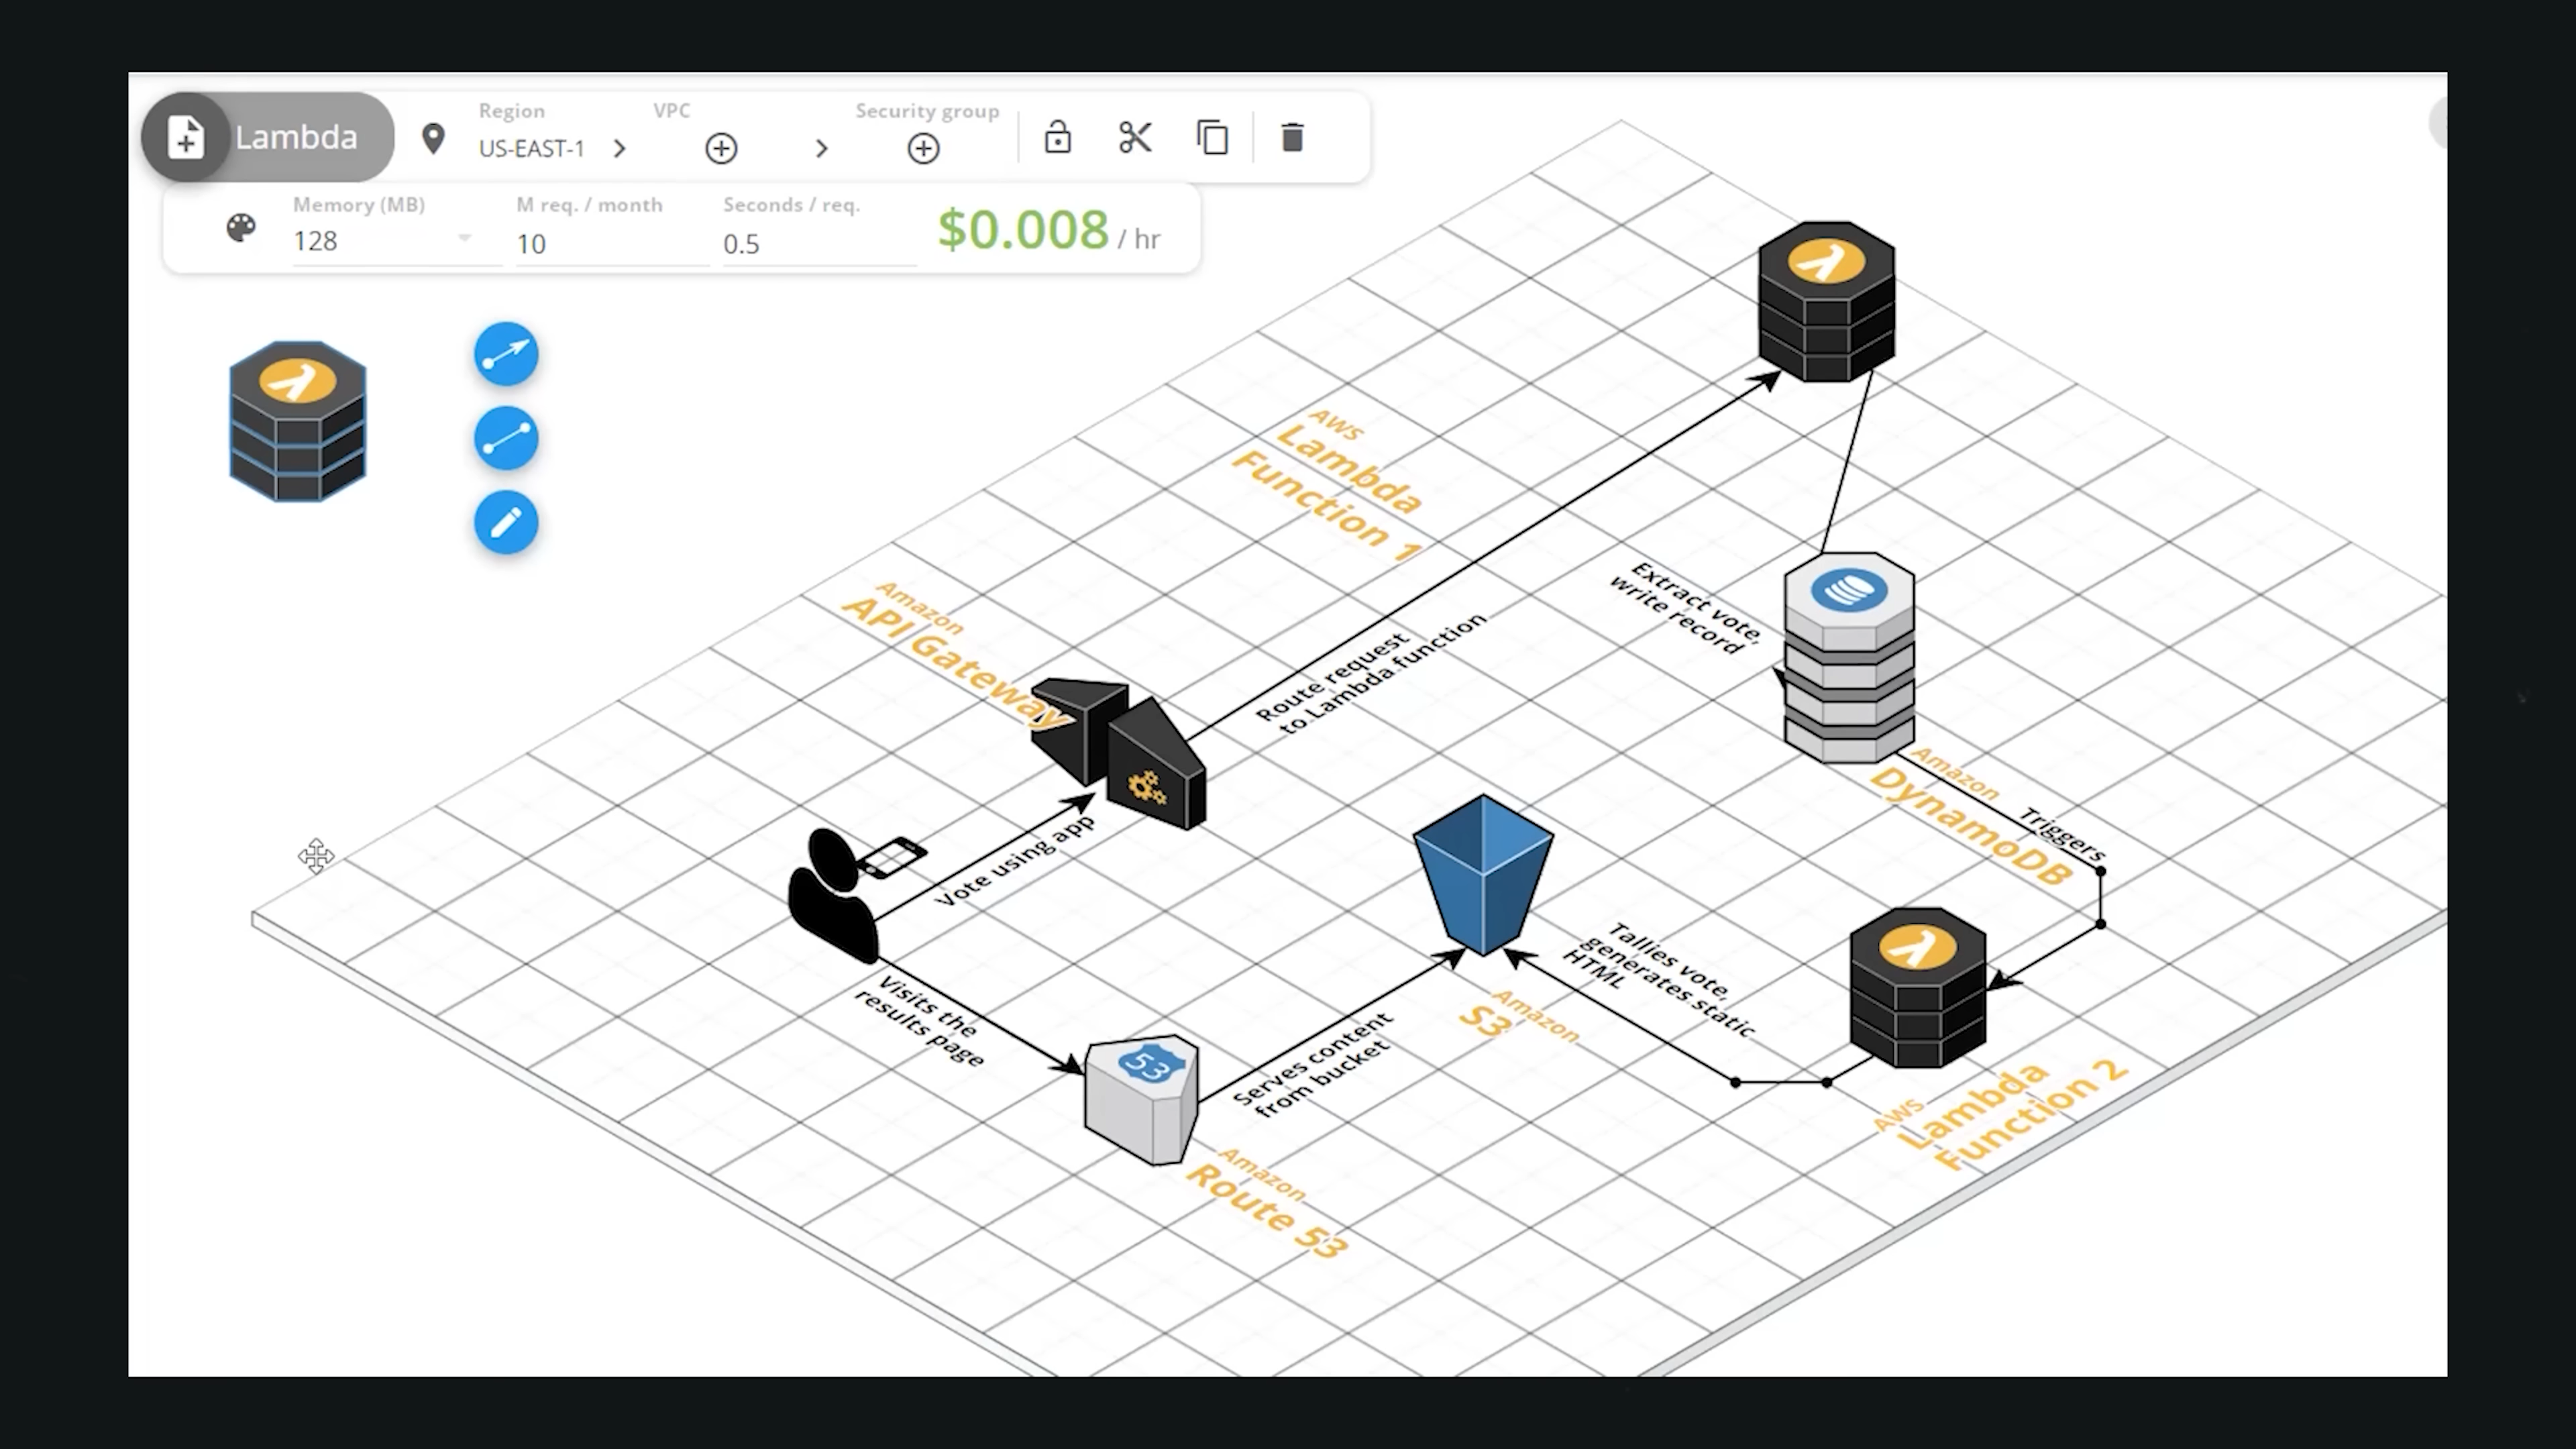 Lambda
Region
US-EAST-1
VPC
Security group
Memory (MB)
128
M req. / month
10
Seconds / req.
0.5
$0.008 / hr
AWS
Lambda
Function 1
Amazon
API Gateway
Route request
to Lambda function
Extract vote,
write record
Vote using app
Amazon
DynamoDB
Triggers
Visits the
results page
Tallies vote,
generates static
HTML
Amazon
S3
Serves content
from bucket
53
Amazon
Route 53
AWS
Lambda
Function 2